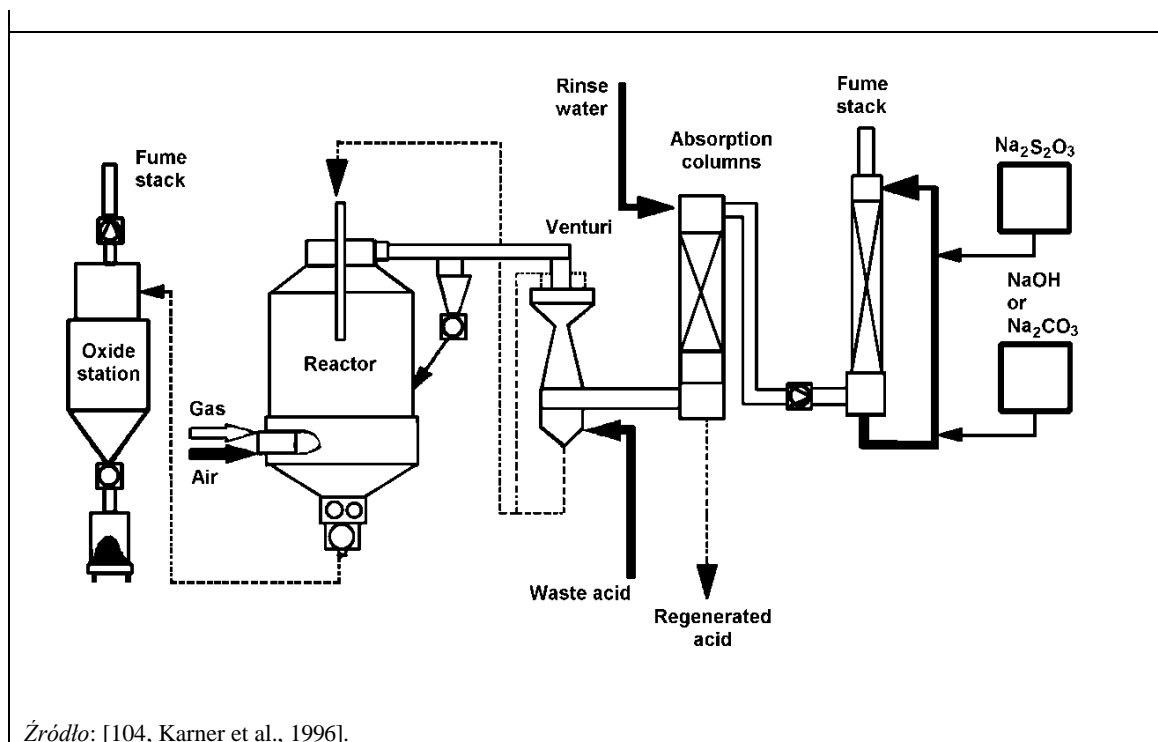 Rinse
water
Fume
stack
Absorption
columns
Na2S2O3
Fume
stack
Venturi
NaOH
or
Na2CO3
Oxide
station
Reactor
Gas
Air
Waste acid
Regenerated
acid
Źródło: [104, Karner et al., 1996].